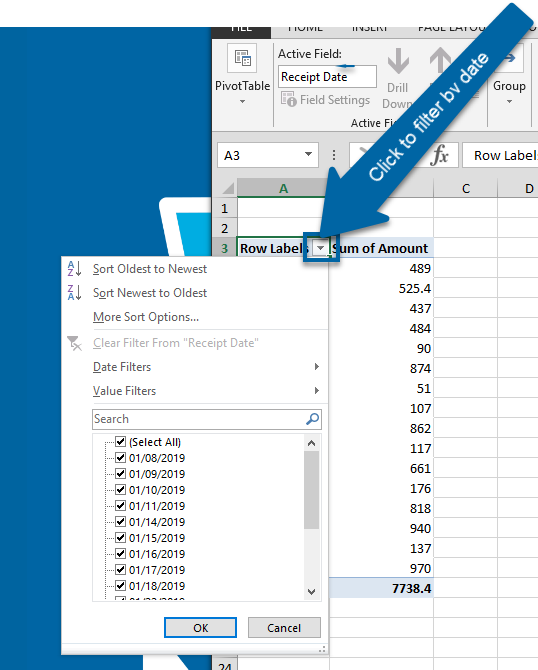 FILE HOME INSERT PAGE LAYOUT
Active Field:
Receipt Date
PivotTable
Field Settings
Drill
Down
Group
Active
A3
fx
Row Labels
Click to filter by date
A C D
1
2
3 Row Labels Sum of Amount
Sort Oldest to Newest
Sort Newest to Oldest
More Sort Options...
Clear Filter From "Receipt Date"
Date Filters
Value Filters
Search
(Select All)
01/08/2019
01/09/2019
01/10/2019
01/11/2019
01/14/2019
01/15/2019
01/16/2019
01/17/2019
01/18/2019
OK Cancel
489
525.4
437
484
90
874
51
107
862
117
661
176
818
940
137
970
7738.4
24